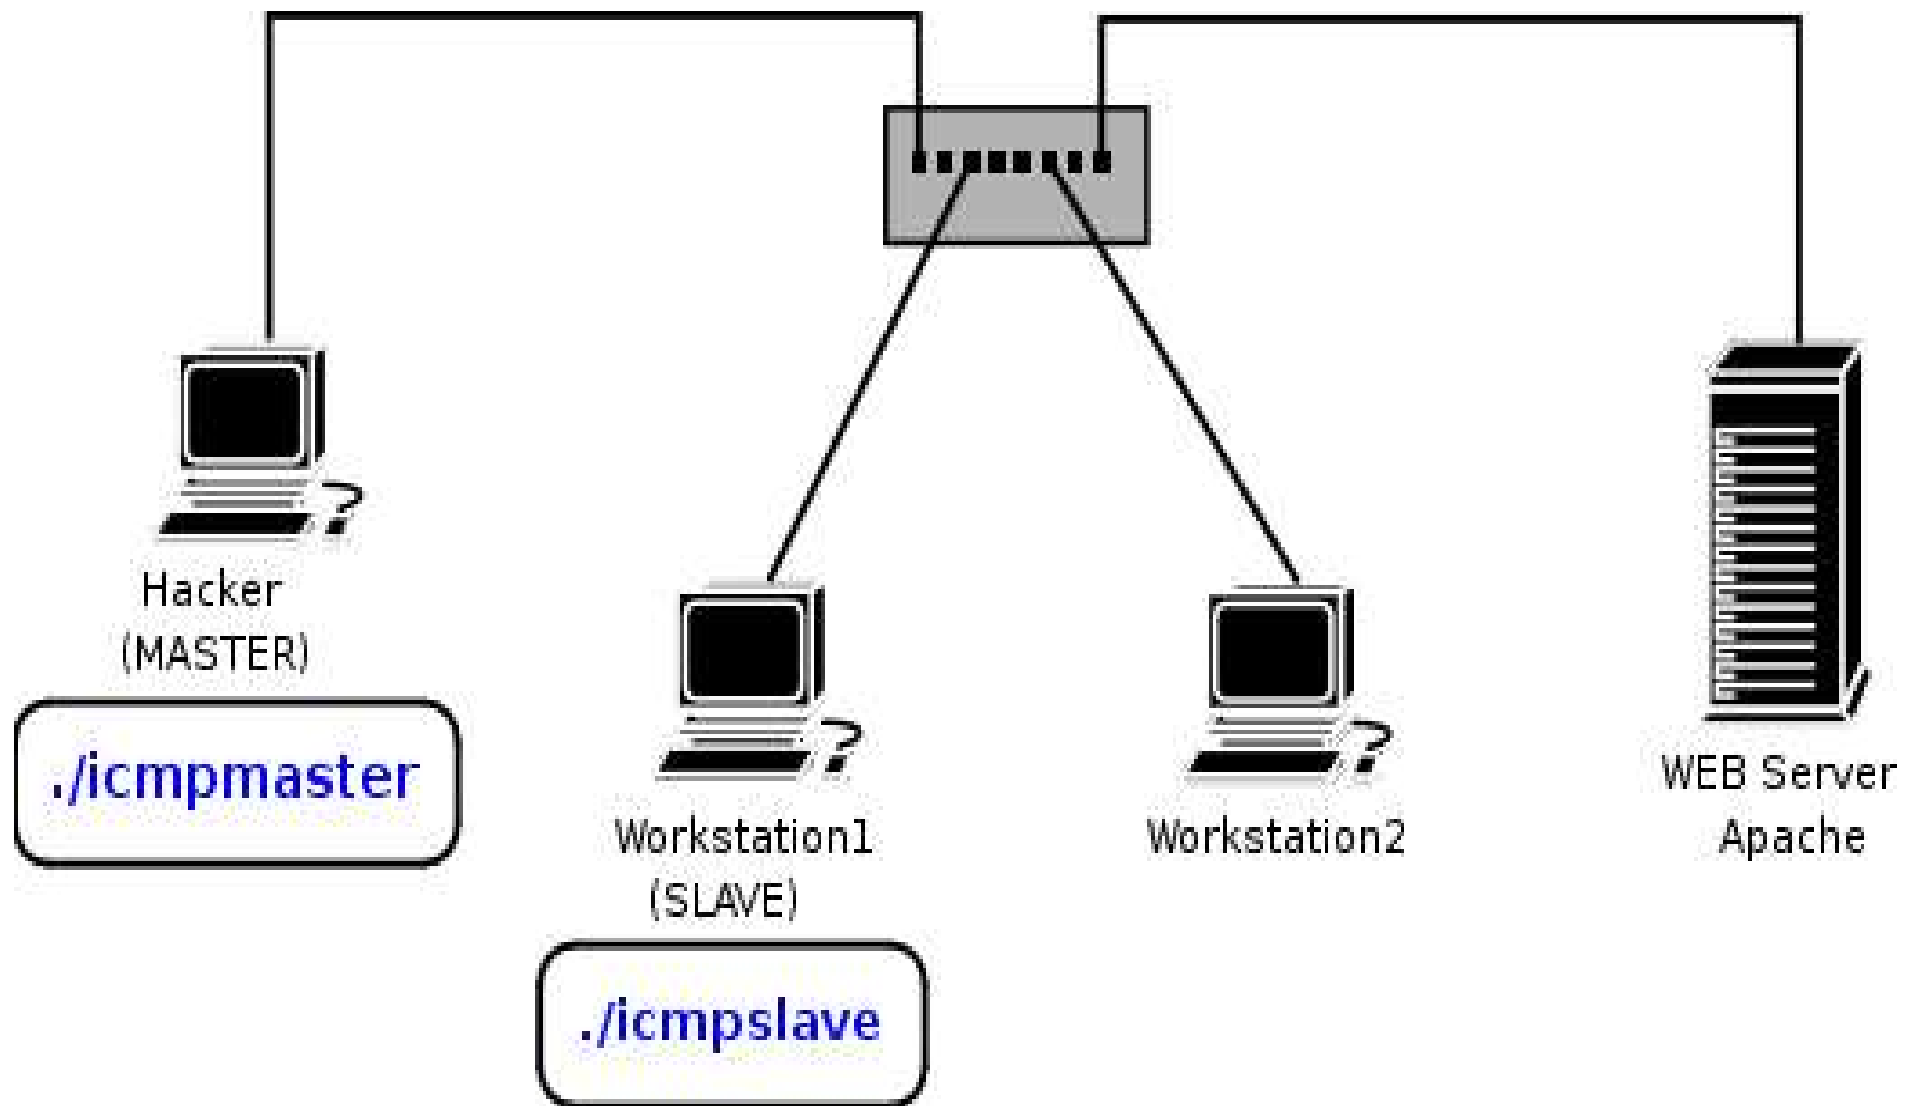 Hacker
(MASTER)
./icmpmaster
Workstation1
(SLAVE)
./icmpslave
Workstation2
WEB Server
Apache